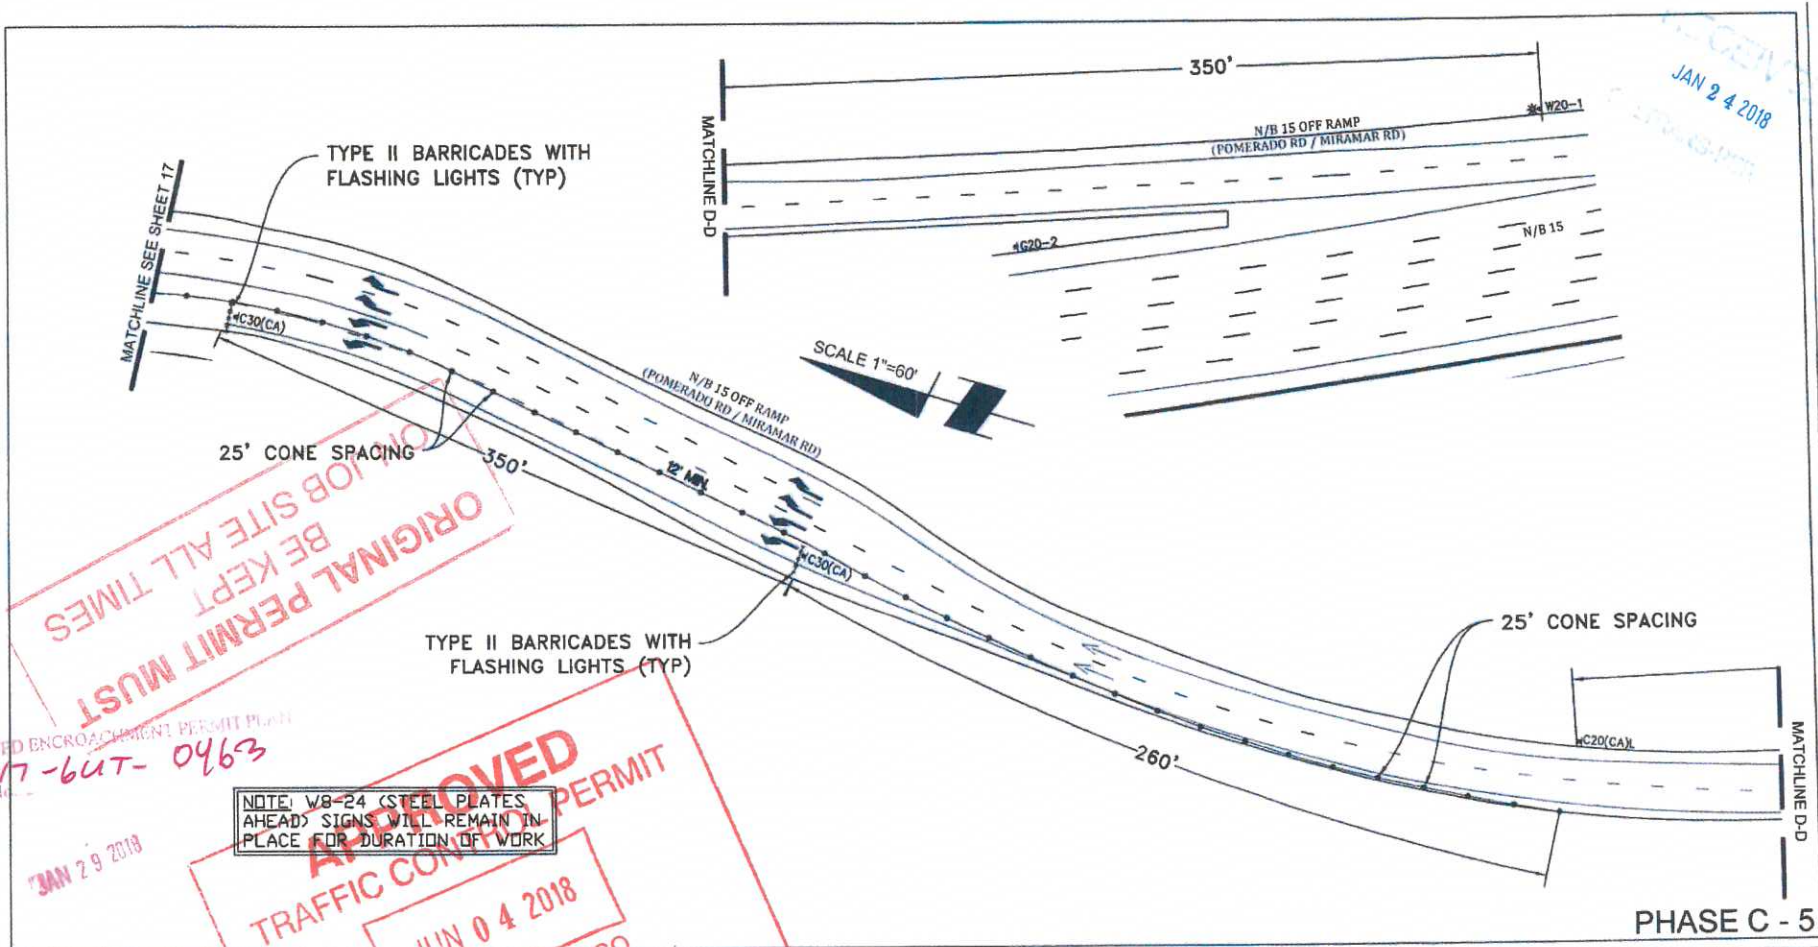 350'
JAN 2 4 2018
W20-1
N/B 15 OFF RAMP
(POMERADO RD / MIRAMAR RD)
MATCHLINE D-D
G20-2
N/B 15
TYPE II BARRICADES WITH
FLASHING LIGHTS (TYP)
MATCHLINE SEE SHEET 17
C30(CA)
SCALE 1"=60'
N/B 15 OFF RAMP
(POMERADO RD / MIRAMAR RD)
25' CONE SPACING
350'
12' MIN.
C30(CA)
TYPE II BARRICADES WITH
FLASHING LIGHTS (TYP)
25' CONE SPACING
C20(CA)L
260'
MATCHLINE D-D
ORIGINAL PERMIT MUST
BE KEPT
ON JOB SITE ALL TIMES
ED ENCROACHMENT PERMIT PLAN
17-6UT- 0463
JAN 2 9 2018
NOTE: W8-24 (STEEL PLATES
AHEAD) SIGNS WILL REMAIN IN
PLACE FOR DURATION OF WORK
APPROVED
TRAFFIC CONTROL PERMIT
JUN 0 4 2018
PHASE C - 5